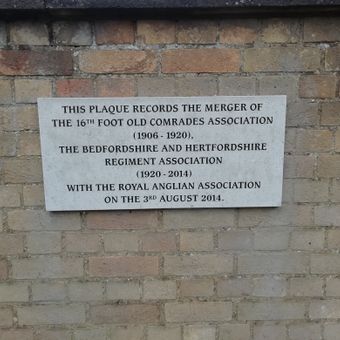 THIS PLAQUE RECORDS THE MERGER OF
THE 16TH FOOT OLD COMRADES ASSOCIATION
(1906 - 1920),
THE BEDFORDSHIRE AND HERTFORDSHIRE
REGIMENT ASSOCIATION
(1920 - 2014)
WITH THE ROYAL ANGLIAN ASSOCIATION
ON THE 3RD AUGUST 2014.